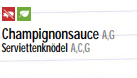 Champignonsauce A,G
Serviettenknödel A,C,G